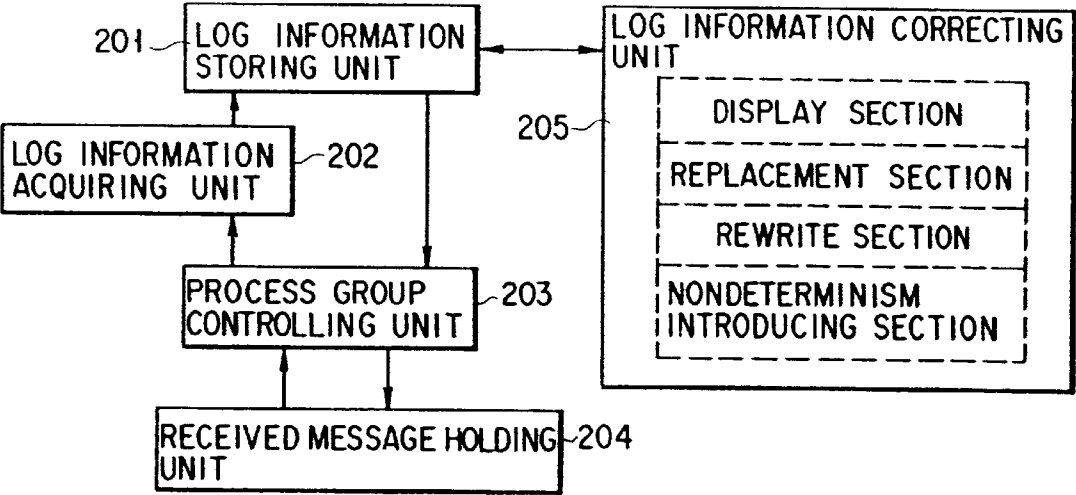 201
LOG INFORMATION
STORING UNIT
LOG INFORMATION
ACQUIRING UNIT
202
PROCESS GROUP
CONTROLLING UNIT
203
RECEIVED MESSAGE HOLDING
UNIT
204
LOG INFORMATION CORRECTING
UNIT
205
DISPLAY SECTION
REPLACEMENT SECTION
REWRITE SECTION
NONDETERMINISM
INTRODUCING SECTION